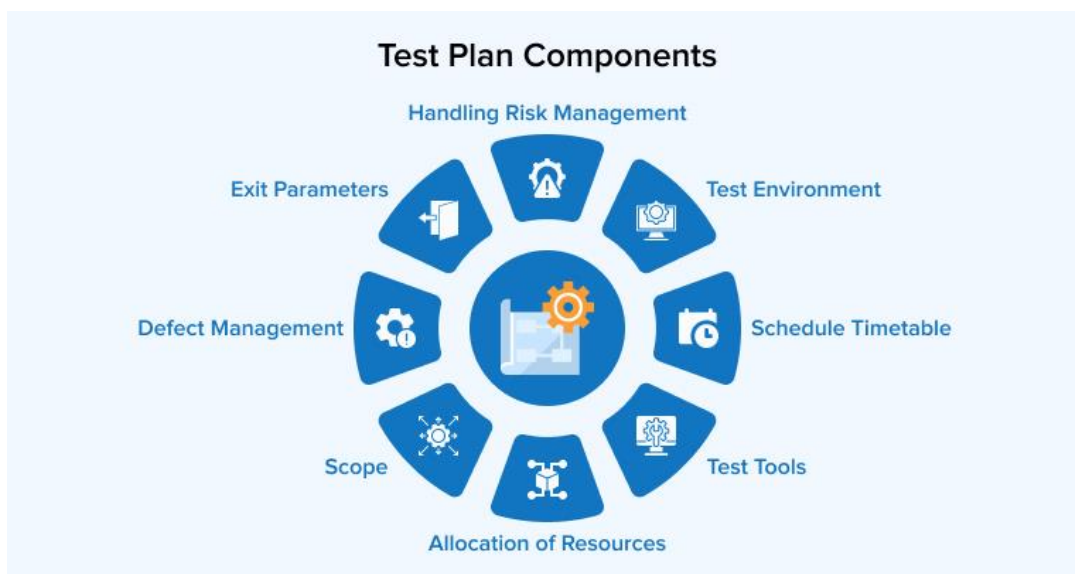 Test Plan Components
Handling Risk Management
Exit Parameters
Test Environment
Defect Management
Schedule Timetable
Scope
Test Tools
Allocation of Resources